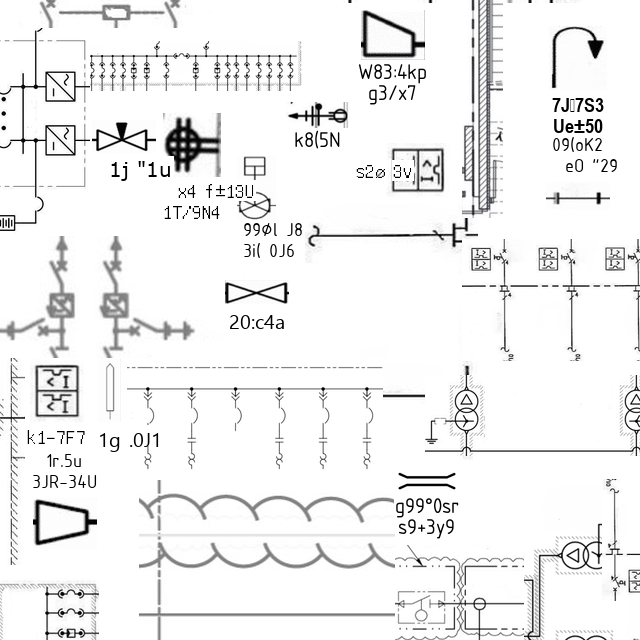 W83:4kp
g3/x7
7J▯7S3
Ue±50
09(oK2
e0 “29
k8(5N
1j "1u
s2ø 3v
x4 f±13U
1T/'9N4
99Øl J8
3i( 0J6
20:c4a
k1-7F7
1g .0J1
1r.5u
3JR-34U
g99°0sr
s9+3y9